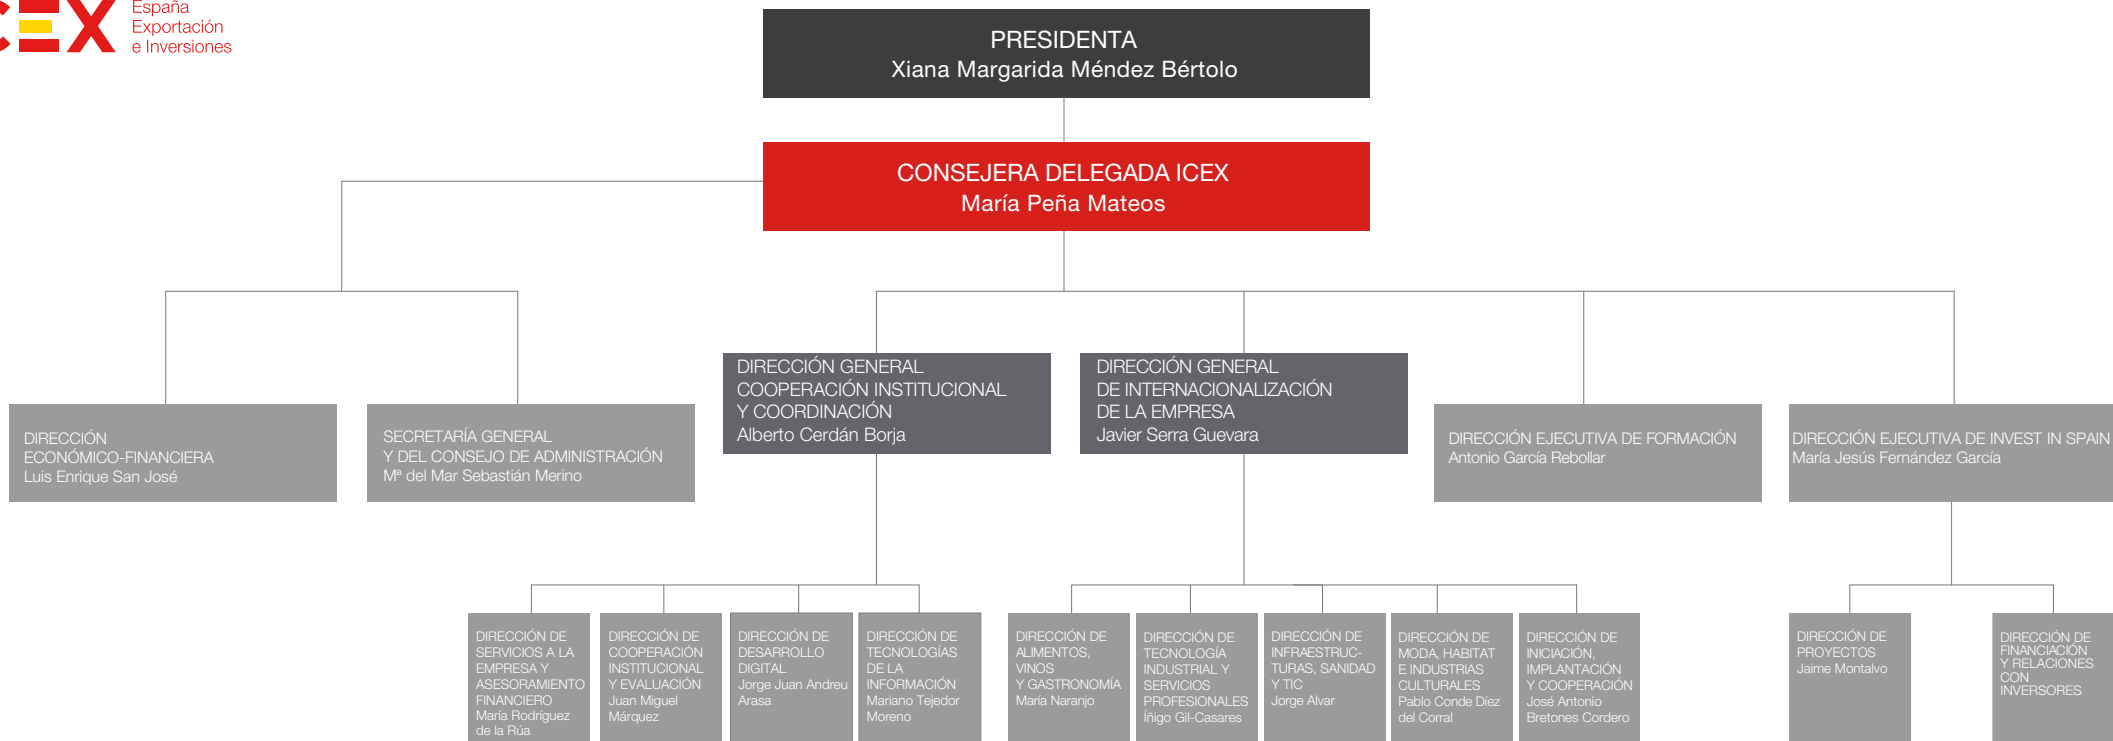 CEX
España
Exportación
e Inversiones
PRESIDENTA
Xiana Margarida Méndez Bértolo
CONSEJERA DELEGADA ICEX
María Peña Mateos
DIRECCIÓN GENERAL
COOPERACIÓN INSTITUCIONAL
Y COORDINACIÓN
Alberto Cerdán Borja
DIRECCIÓN GENERAL
DE INTERNACIONALIZACIÓN
DE LA EMPRESA
Javier Serra Guevara
DIRECCIÓN
ECONÓMICO-FINANCIERA
Luis Enrique San José
SECRETARÍA GENERAL
Y DEL CONSEJO DE ADMINISTRACIÓN
Mª del Mar Sebastián Merino
DIRECCIÓN EJECUTIVA DE FORMACIÓN
Antonio García Rebollar
DIRECCIÓN EJECUTIVA DE INVEST IN SPAIN
María Jesús Fernández García
DIRECCIÓN DE
SERVICIOS A LA
EMPRESA Y
ASESORAMIENTO
FINANCIERO
María Rodríguez
de la Rúa
DIRECCIÓN DE
COOPERACIÓN
INSTITUCIONAL
Y EVALUACIÓN
Juan Miguel
Márquez
DIRECCIÓN DE
DESARROLLO
DIGITAL
Jorge Juan Andreu
Arasa
DIRECCIÓN DE
TECNOLOGÍAS
DE LA
INFORMACIÓN
Mariano Tejedor
Moreno
DIRECCIÓN DE
ALIMENTOS,
VINOS
Y GASTRONOMÍA
María Naranjo
DIRECCIÓN DE
TECNOLOGÍA
INDUSTRIAL Y
SERVICIOS
PROFESIONALES
Íñigo Gil-Casares
DIRECCIÓN DE
INFRAESTRUC-
TURAS, SANIDAD
Y TIC
Jorge Alvar
DIRECCIÓN DE
MODA, HABITAT
E INDUSTRIAS
CULTURALES
Pablo Conde Díez
del Corral
DIRECCIÓN DE
INICIACIÓN,
IMPLANTACIÓN
Y COOPERACIÓN
José Antonio
Bretones Cordero
DIRECCIÓN DE
PROYECTOS
Jaime Montalvo
DIRECCIÓN DE
FINANCIACIÓN
Y RELACIONES
CON
INVERSORES